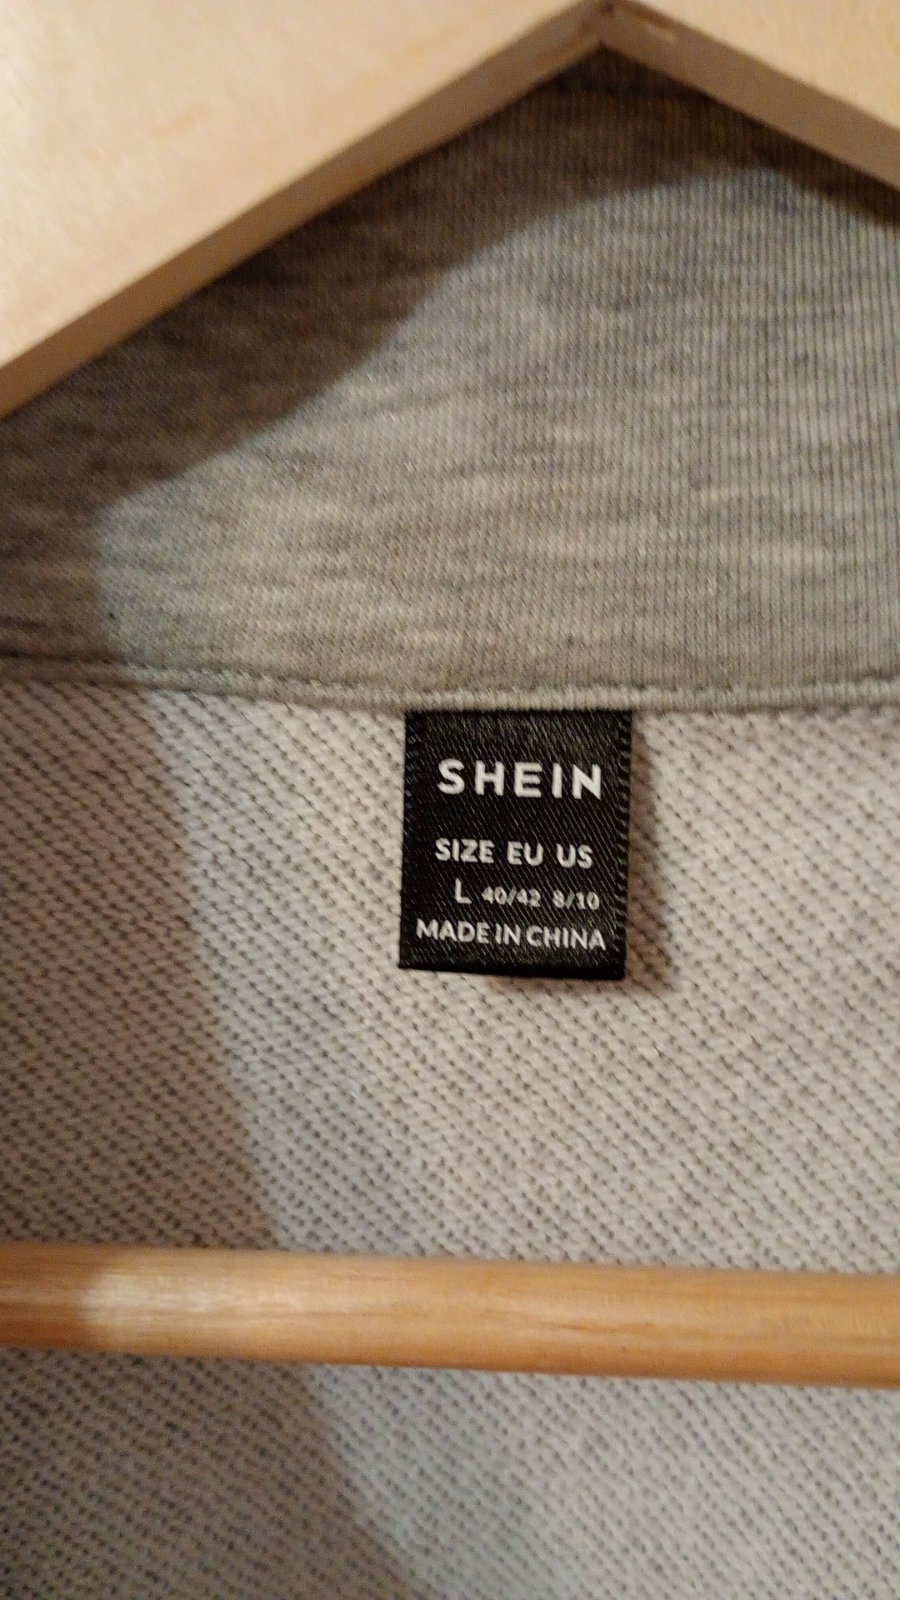 SHEIN
SIZE EU US
L 40/42 8/10
MADE IN CHINA